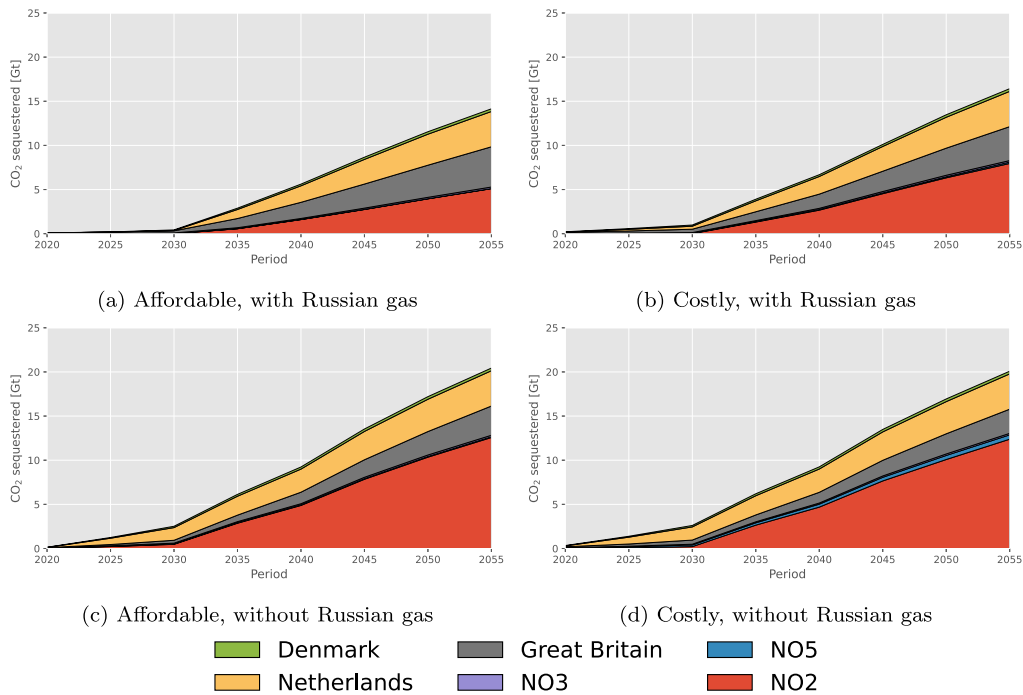 25
20
15
10
5
0
CO₂ sequestered [Gt]
2020 2025 2030 2035 2040 2045 2050 2055
Period
(a) Affordable, with Russian gas
25
20
15
10
5
0
CO₂ sequestered [Gt]
2020 2025 2030 2035 2040 2045 2050 2055
Period
(b) Costly, with Russian gas
25
20
15
10
5
0
CO₂ sequestered [Gt]
2020 2025 2030 2035 2040 2045 2050 2055
Period
(c) Affordable, without Russian gas
25
20
15
10
5
0
CO₂ sequestered [Gt]
2020 2025 2030 2035 2040 2045 2050 2055
Period
(d) Costly, without Russian gas
Denmark Great Britain NO5
Netherlands NO3 NO2